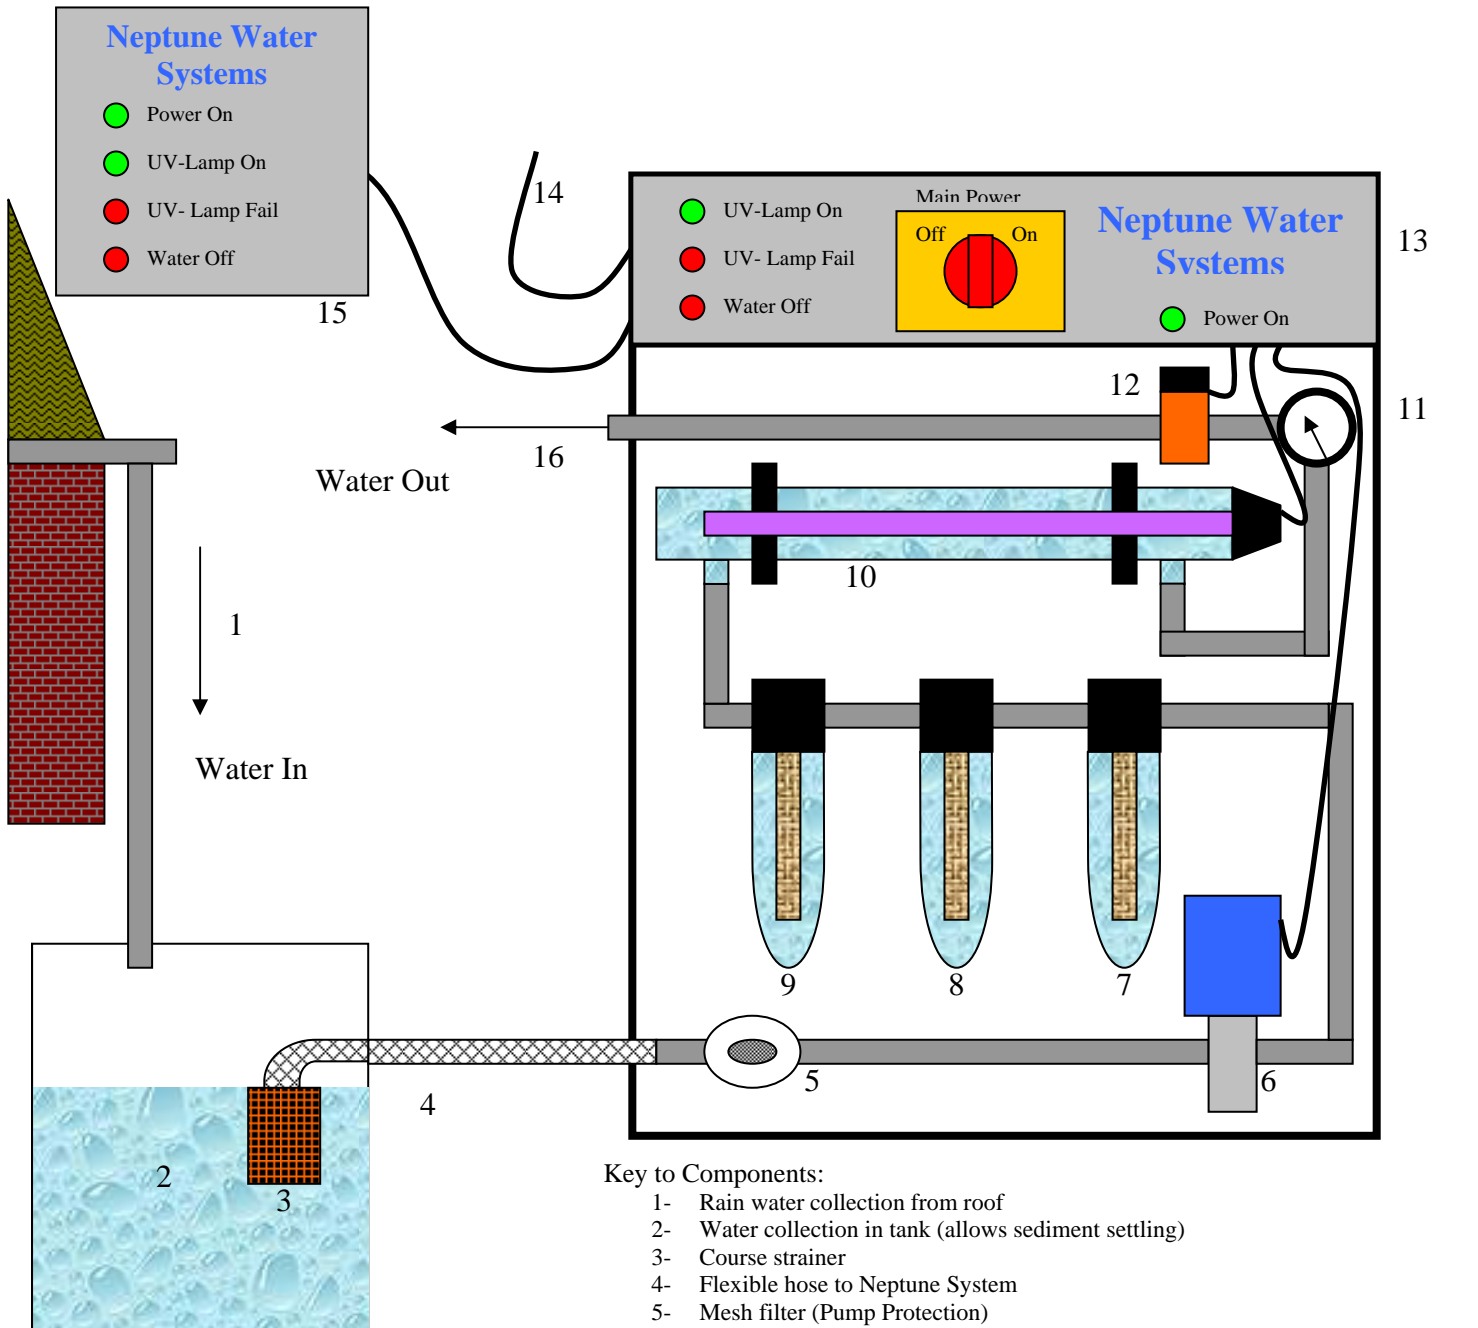 Neptune Water
Systems
Power On
UV-Lamp On
UV- Lamp Fail
Water Off
15
14
UV-Lamp On
UV- Lamp Fail
Water Off
Main Power
Off On
Neptune Water
Systems
Power On
13
12
11
16
Water Out
10
1
Water In
9
8
7
5
6
4
2
3
Key to Components:
1- Rain water collection from roof
2- Water collection in tank (allows sediment settling)
3- Course strainer
4- Flexible hose to Neptune System
5- Mesh filter (Pump Protection)